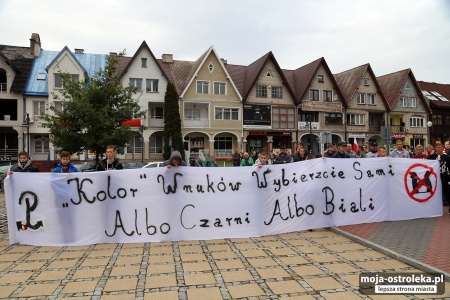 „Kolor" Wnuków Wybierzcie Sami
Albo Czarni Albo Biali
moja-ostroleka.pl
lepsza strona miasta